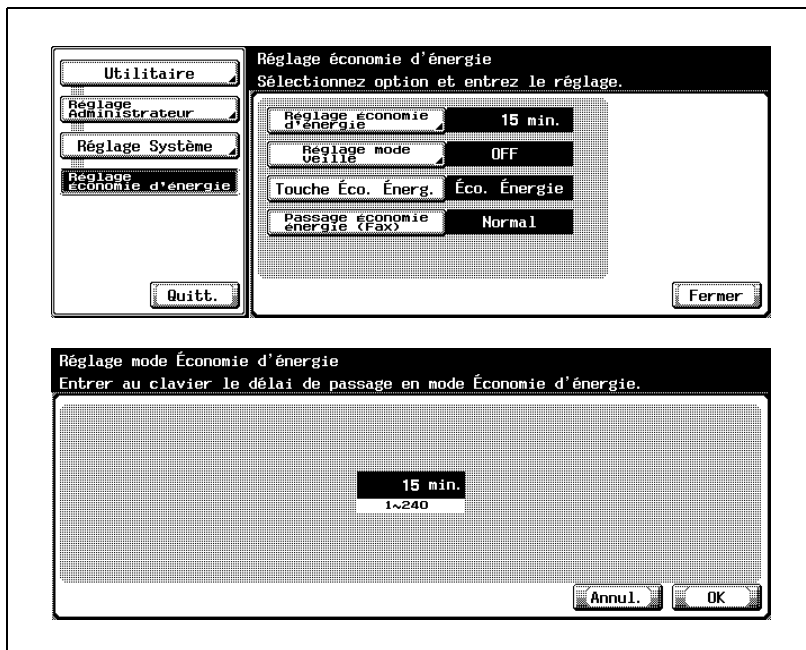 Utilitaire
Réglage
Administrateur
Réglage Système
Réglage
économie d'énergie
Quitt.
Réglage économie d'énergie
Sélectionnez option et entrez le réglage.
Réglage économie
d'énergie
15 min.
Réglage mode
veille
OFF
Touche Éco. Énerg.
Éco. Énergie
Passage économie
énergie (Fax)
Normal
Fermer
Réglage mode Économie d'énergie
Entrer au clavier le délai de passage en mode Économie d'énergie.
15 min.
1~240
Annul.
OK